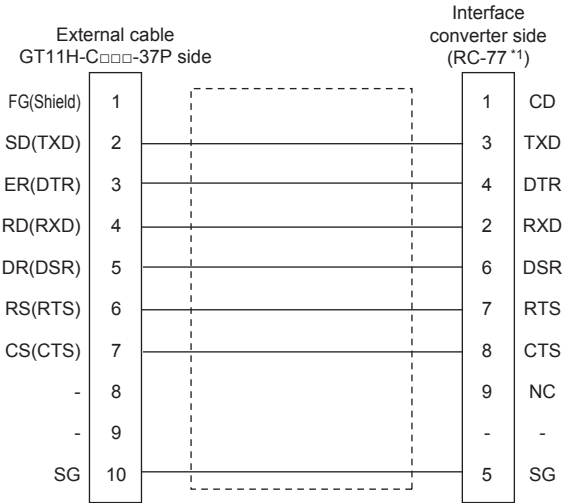 External cable
GT11H-C□□□-37P side
Interface
converter side
(RC-77 *1)
FG(Shield) 1 1 CD
SD(TXD) 2 3 TXD
ER(DTR) 3 4 DTR
RD(RXD) 4 2 RXD
DR(DSR) 5 6 DSR
RS(RTS) 6 7 RTS
CS(CTS) 7 8 CTS
- 8 9 NC
- 9 - -
SG 10 5 SG